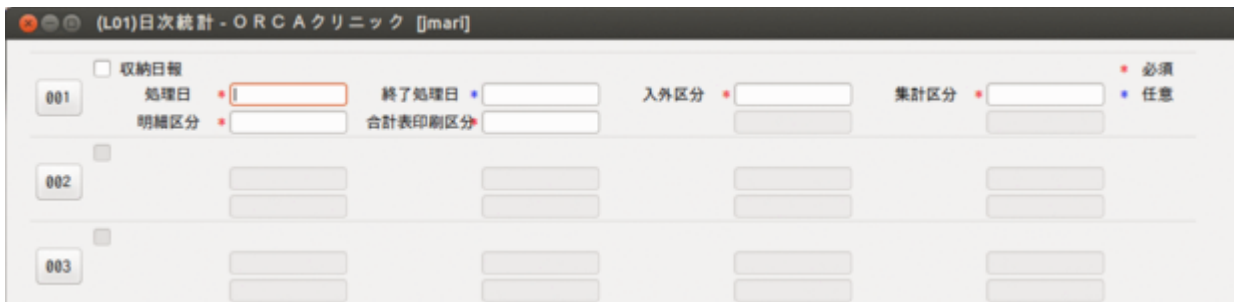 (L01)日次統計 - ORCAクリニック [jmari]
収納日報 * 必須
001 処理日 * 終了処理日 * 入外区分 * 集計区分 * * 任意
明細区分 * 合計表印刷区分*
002
003